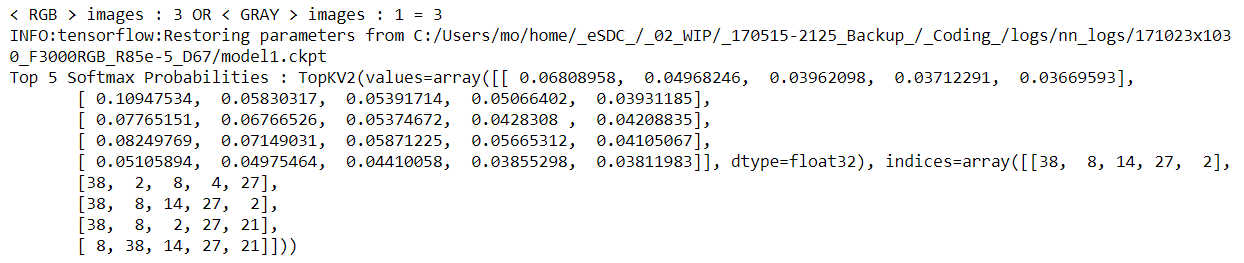 < RGB > images : 3 OR < GRAY > images : 1 = 3
INFO:tensorflow:Restoring parameters from C:/Users/mo/home/_eSDC_/_02_WIP/_170515-2125_Backup_/_Coding_/logs/nn_logs/171023x103
0_F3000RGB_R85e-5_D67/model1.ckpt
Top 5 Softmax Probabilities : TopKV2(values=array([[ 0.06808958,  0.04968246,  0.03962098,  0.03712291,  0.03669593],
       [ 0.10947534,  0.05830317,  0.05391714,  0.05066402,  0.03931185],
       [ 0.07765151,  0.06766526,  0.05374672,  0.0428308 ,  0.04208835],
       [ 0.08249769,  0.07149031,  0.05871225,  0.05665312,  0.04105067],
       [ 0.05105894,  0.04975464,  0.04410058,  0.03855298,  0.03811983]], dtype=float32), indices=array([[38,  8, 14, 27,  2],
       [38,  2,  8,  4, 27],
       [38,  8, 14, 27,  2],
       [38,  8,  2, 27, 21],
       [ 8, 38, 14, 27, 21]]))